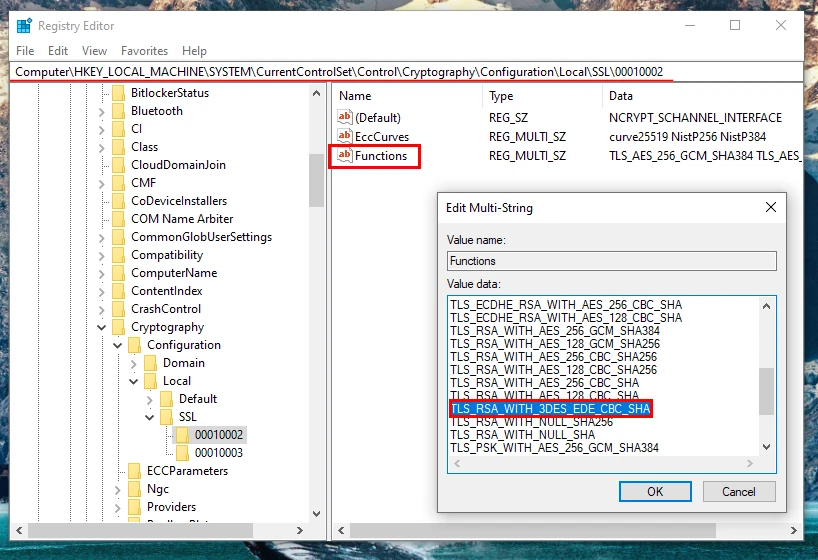 Registry Editor
File Edit View Favorites Help
Computer\HKEY_LOCAL_MACHINE\SYSTEM\CurrentControlSet\Control\Cryptography\Configuration\Local\SSL\00010002
BitlockerStatus
Bluetooth
CI
Class
CloudDomainJoin
CMF
CoDeviceInstallers
COM Name Arbiter
CommonGlobUserSettings
Compatibility
ComputerName
ContentIndex
CrashControl
Cryptography
Configuration
Domain
Local
Default
SSL
00010002
00010003
ECCParameters
Ngc
Providers
Name Type Data
(Default) REG_SZ NCRYPT_SCHANNEL_INTERFACE
EccCurves REG_MULTI_SZ curve25519 NistP256 NistP384
Functions REG_MULTI_SZ TLS_AES_256_GCM_SHA384 TLS_AES_
Edit Multi-String
Value name:
Functions
Value data:
TLS_ECDHE_RSA_WITH_AES_256_CBC_SHA
TLS_ECDHE_RSA_WITH_AES_128_CBC_SHA
TLS_RSA_WITH_AES_256_GCM_SHA384
TLS_RSA_WITH_AES_128_GCM_SHA256
TLS_RSA_WITH_AES_256_CBC_SHA256
TLS_RSA_WITH_AES_128_CBC_SHA256
TLS_RSA_WITH_AES_256_CBC_SHA
TLS_RSA_WITH_AES_128_CBC_SHA
TLS_RSA_WITH_3DES_EDE_CBC_SHA
TLS_RSA_WITH_NULL_SHA256
TLS_RSA_WITH_NULL_SHA
TLS_PSK_WITH_AES_256_GCM_SHA384
OK Cancel